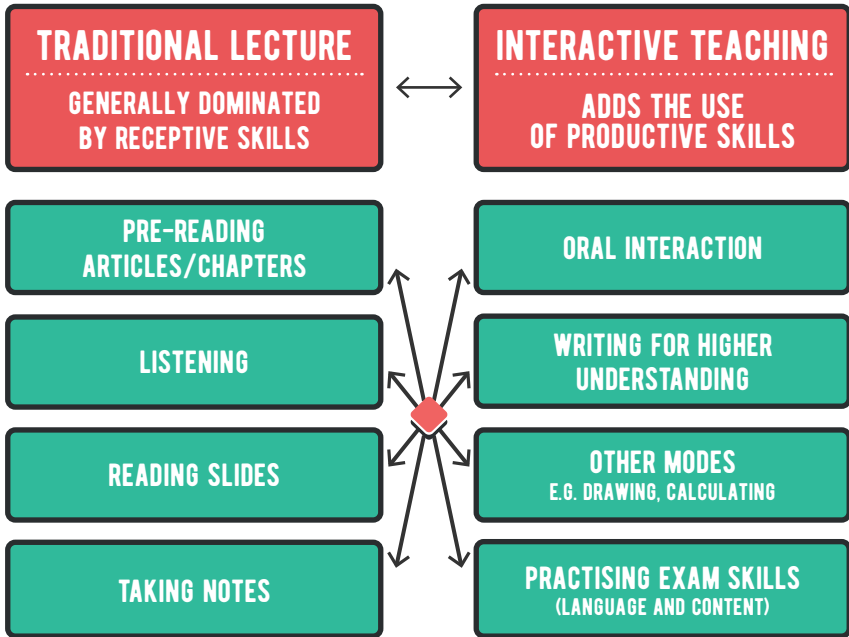 TRADITIONAL LECTURE
GENERALLY DOMINATED
BY RECEPTIVE SKILLS
INTERACTIVE TEACHING
ADDS THE USE
OF PRODUCTIVE SKILLS
PRE-READING
ARTICLES/CHAPTERS
LISTENING
READING SLIDES
TAKING NOTES
ORAL INTERACTION
WRITING FOR HIGHER
UNDERSTANDING
OTHER MODES
E.G. DRAWING, CALCULATING
PRACTISING EXAM SKILLS
(LANGUAGE AND CONTENT)